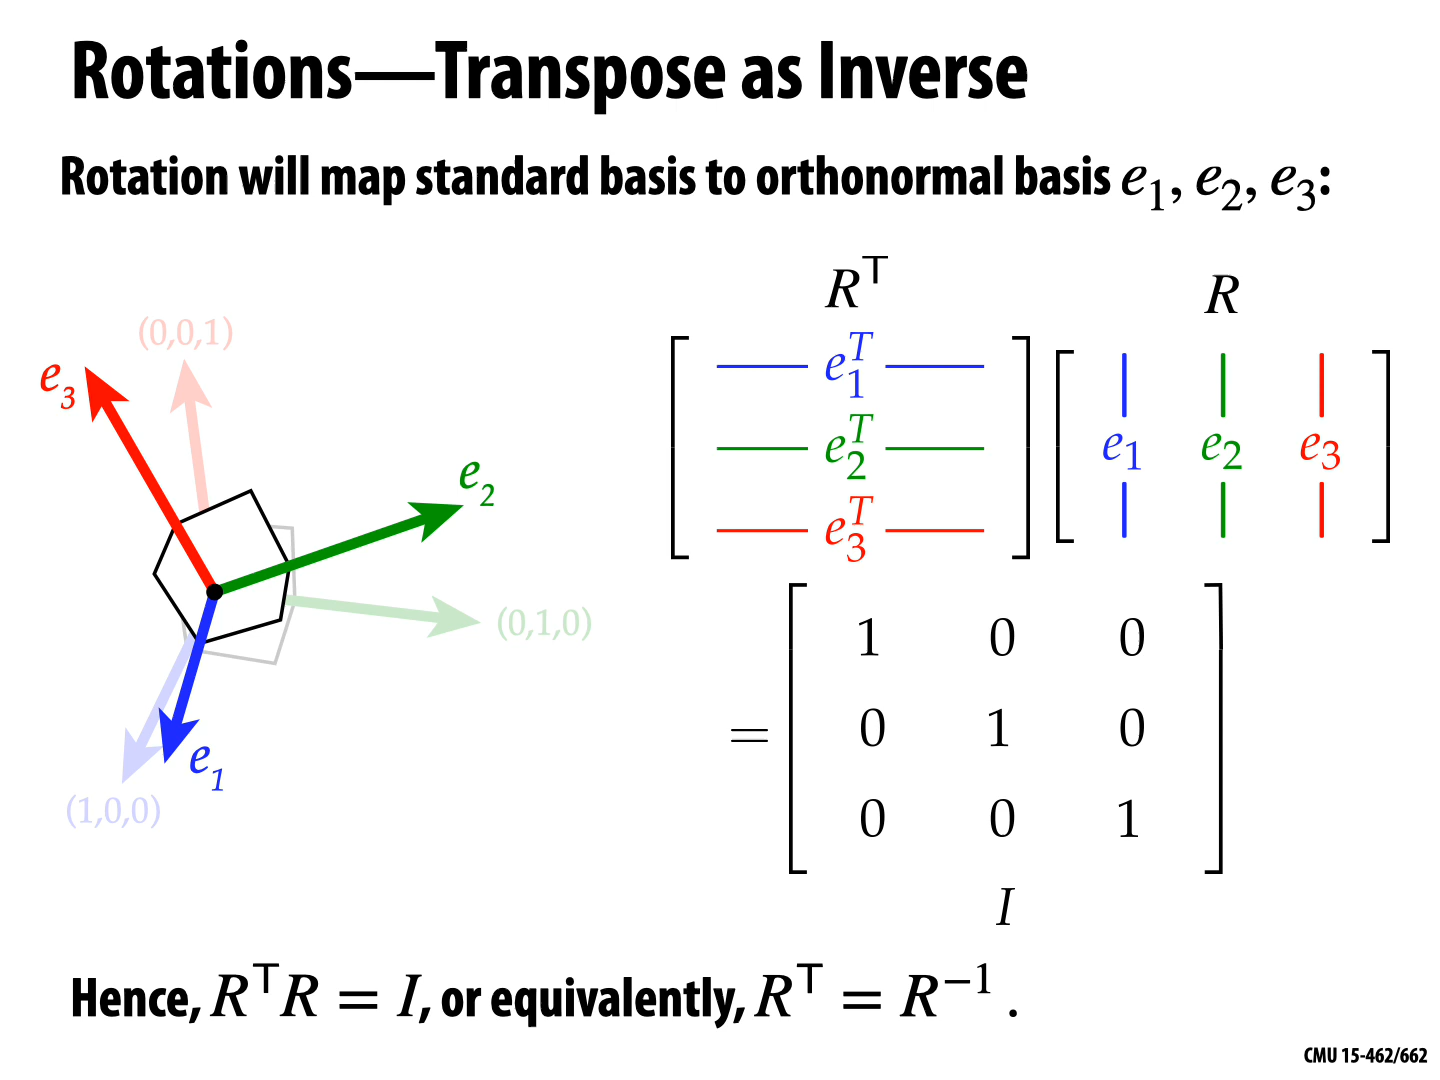 Rotations—Transpose as Inverse
Rotation will map standard basis to orthonormal basis e₁, e₂, e₃:
(0,0,1)
e₃
e₂
(0,1,0)
e₁
(1,0,0)
Rᵀ R
e₁ᵀ
e₂ᵀ
e₃ᵀ
e₁ e₂ e₃
= 
1 0 0
0 1 0
0 0 1
I
Hence, RᵀR = I, or equivalently, Rᵀ = R⁻¹ .
CMU 15-462/662